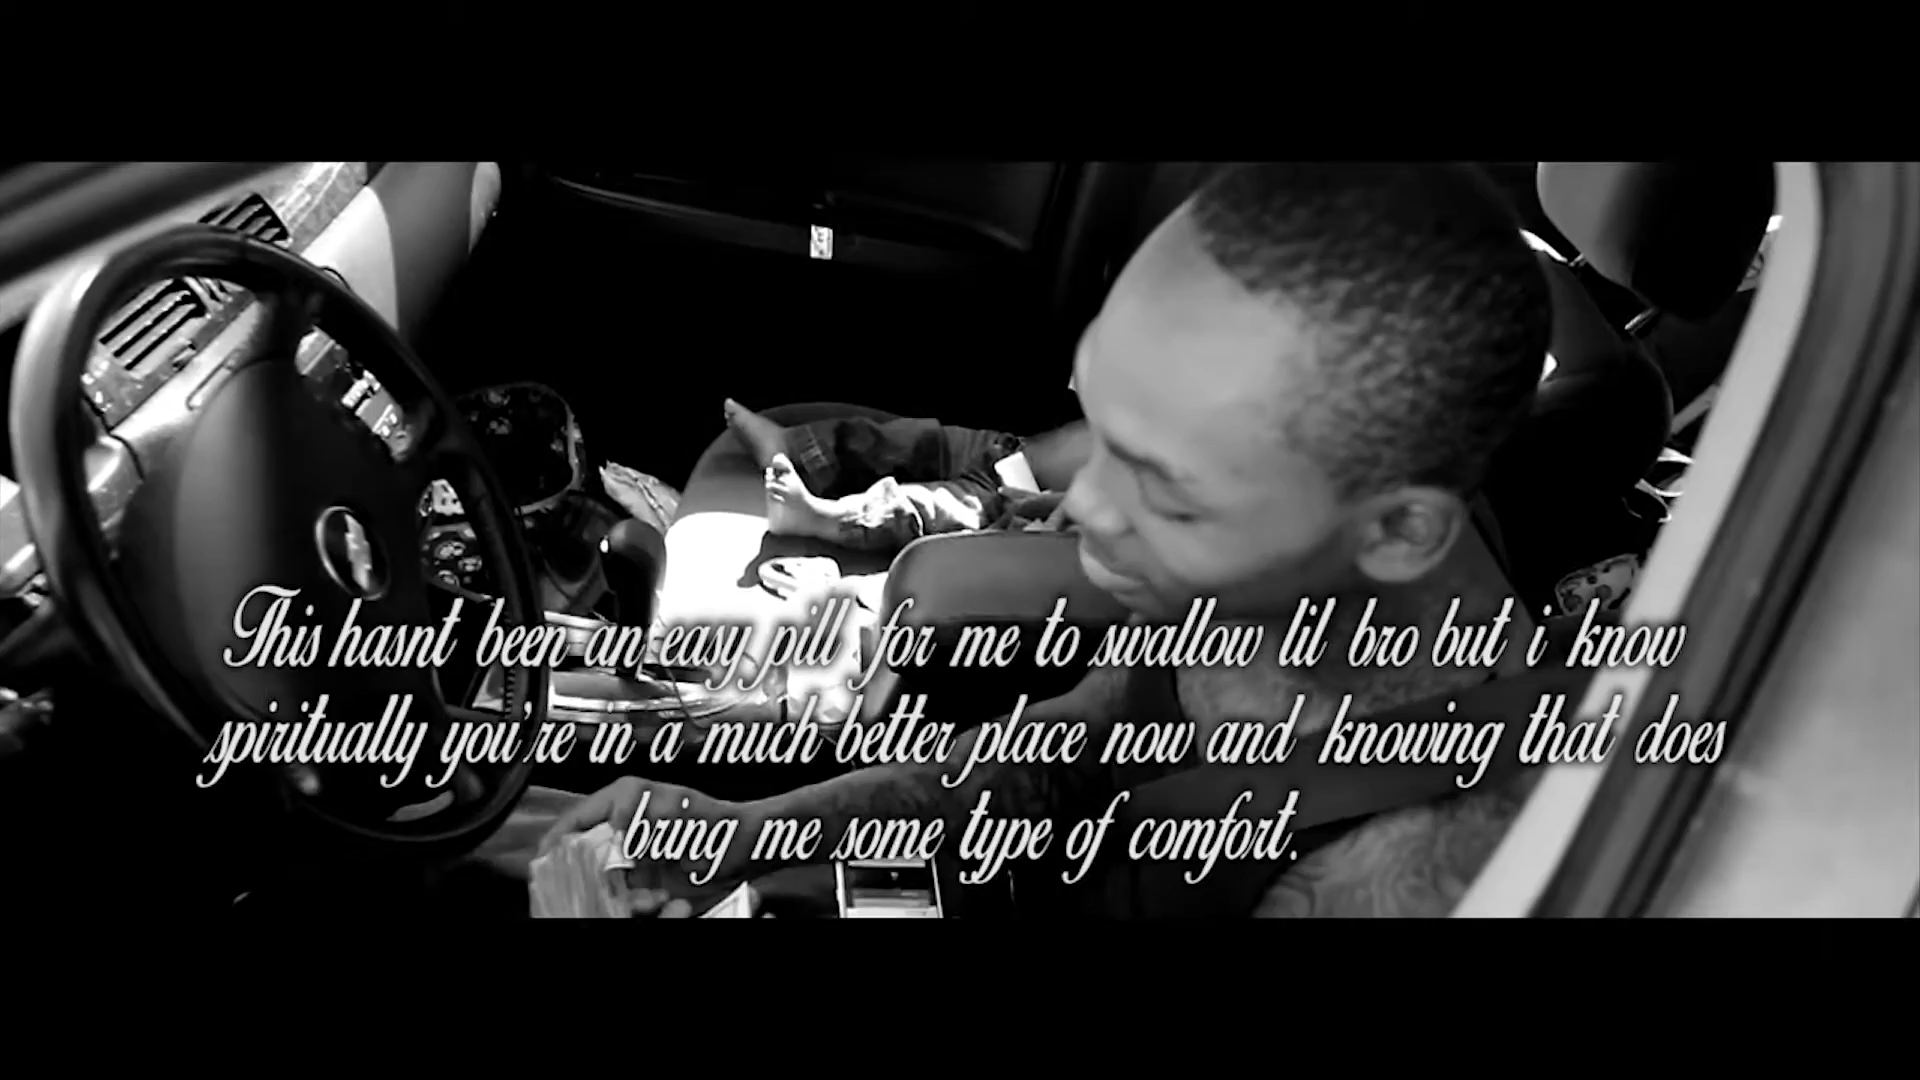 This hasnt been an easy pill for me to swallow lil bro but i know
spiritually you're in a much better place now and knowing that does
bring me some type of comfort.